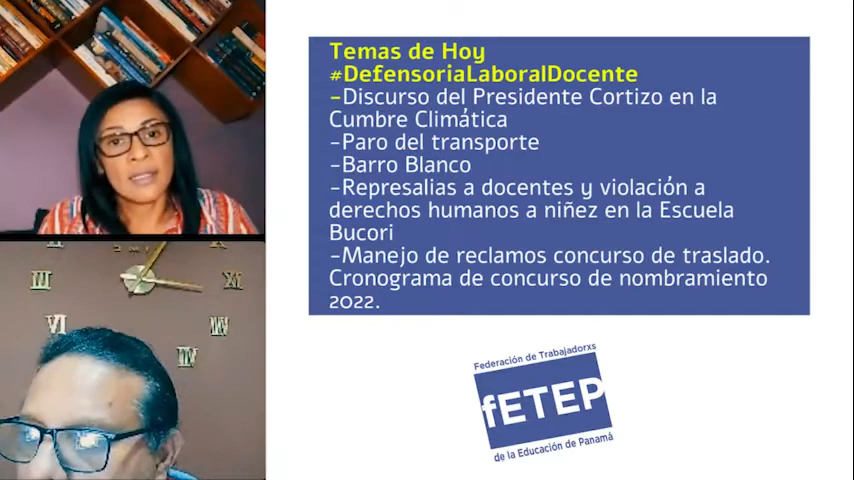 Temas de Hoy
#DefensoriaLaboralDocente
-Discurso del Presidente Cortizo en la
Cumbre Climática
-Paro del transporte
-Barro Blanco
-Represalias a docentes y violación a
derechos humanos a niñez en la Escuela
Bucori
-Manejo de reclamos concurso de traslado.
Cronograma de concurso de nombramiento
2022.
Federación de Trabajadorxs
fETEP
de la Educación de Panamá
III
VI